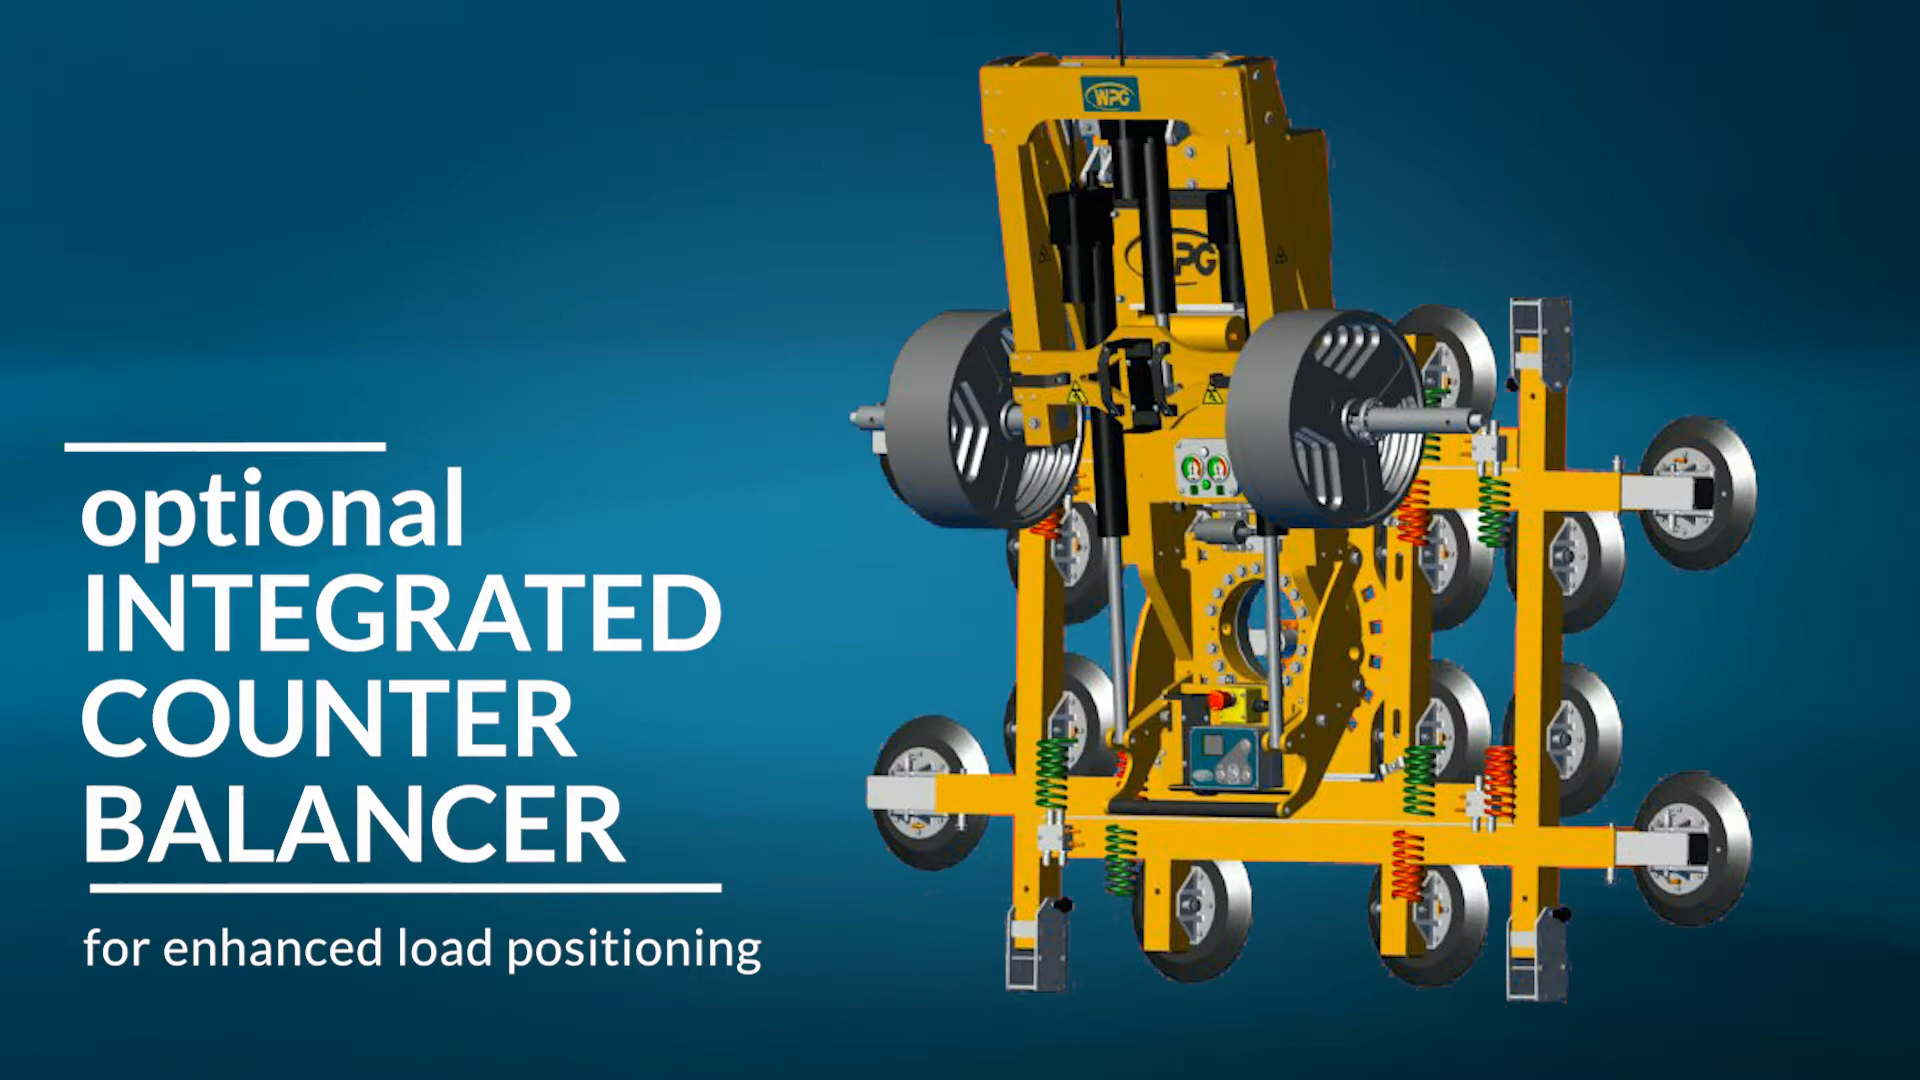 WPG
WPG
optional
INTEGRATED
COUNTER
BALANCER
for enhanced load positioning